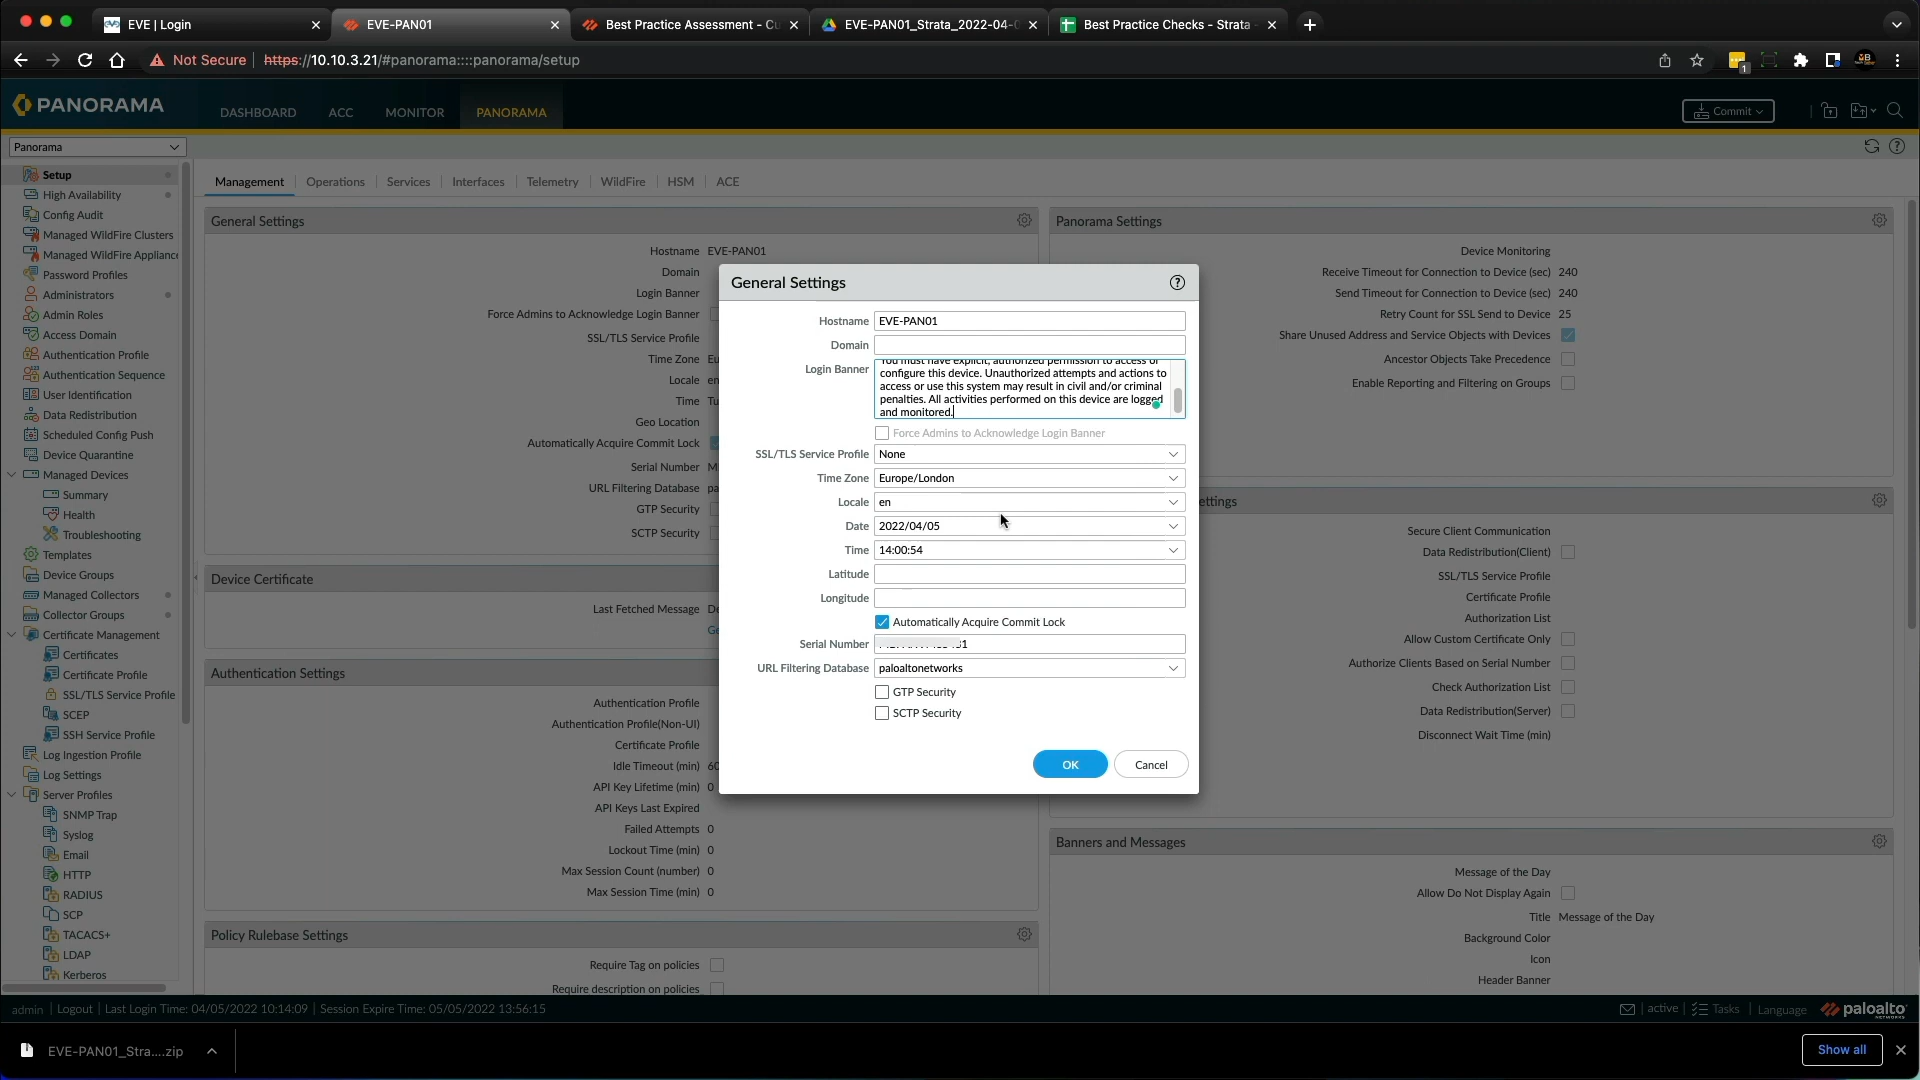 EVE | Login
EVE-PAN01
Best Practice Assessment - Cu
EVE-PAN01_Strata_2022-04-0
Best Practice Checks - Strata
Not Secure
https://10.10.3.21/#panorama::::panorama/setup
1
PANORAMA
DASHBOARD
ACC
MONITOR
PANORAMA
Commit
Panorama
Setup
High Availability
Config Audit
Managed WildFire Clusters
Managed WildFire Applianc
Password Profiles
Administrators
Admin Roles
Access Domain
Authentication Profile
Authentication Sequence
User Identification
Data Redistribution
Scheduled Config Push
Device Quarantine
Managed Devices
Summary
Health
Troubleshooting
Templates
Device Groups
Managed Collectors
Collector Groups
Certificate Management
Certificates
Certificate Profile
SSL/TLS Service Profile
SCEP
SSH Service Profile
Log Ingestion Profile
Log Settings
Server Profiles
SNMP Trap
Syslog
Email
HTTP
RADIUS
SCP
TACACS+
LDAP
Kerberos
Management
Operations
Services
Interfaces
Telemetry
WildFire
HSM
ACE
General Settings
Hostname EVE-PAN01
Domain
Login Banner
Force Admins to Acknowledge Login Banner
SSL/TLS Service Profile
Time Zone Eu
Locale en
Time Tu
Geo Location
Automatically Acquire Commit Lock
Serial Number M
URL Filtering Database pa
GTP Security
SCTP Security
Device Certificate
Last Fetched Message De
Ge
Authentication Settings
Authentication Profile
Authentication Profile(Non-UI)
Certificate Profile
Idle Timeout (min) 60
API Key Lifetime (min) 0
API Keys Last Expired
Failed Attempts 0
Lockout Time (min) 0
Max Session Count (number) 0
Max Session Time (min) 0
Policy Rulebase Settings
Require Tag on policies
Require description on policies
General Settings
Hostname EVE-PAN01
Domain
Login Banner
You must have explicit, authorized permission to access or
configure this device. Unauthorized attempts and actions to
access or use this system may result in civil and/or criminal
penalties. All activities performed on this device are logged
and monitored.
Force Admins to Acknowledge Login Banner
SSL/TLS Service Profile None
Time Zone Europe/London
Locale en
Date 2022/04/05
Time 14:00:54
Latitude
Longitude
Automatically Acquire Commit Lock
Serial Number
URL Filtering Database paloaltonetworks
GTP Security
SCTP Security
OK
Cancel
Panorama Settings
Device Monitoring
Receive Timeout for Connection to Device (sec) 240
Send Timeout for Connection to Device (sec) 240
Retry Count for SSL Send to Device 25
Share Unused Address and Service Objects with Devices
Ancestor Objects Take Precedence
Enable Reporting and Filtering on Groups
ettings
Secure Client Communication
Data Redistribution(Client)
SSL/TLS Service Profile
Certificate Profile
Authorization List
Allow Custom Certificate Only
Authorize Clients Based on Serial Number
Check Authorization List
Data Redistribution(Server)
Disconnect Wait Time (min)
Banners and Messages
Message of the Day
Allow Do Not Display Again
Title Message of the Day
Background Color
Icon
Header Banner
admin | Logout | Last Login Time: 04/05/2022 10:14:09 | Session Expire Time: 05/05/2022 13:56:15
active | Tasks | Language
paloalto
NETWORKS
EVE-PAN01_Stra....zip
Show all